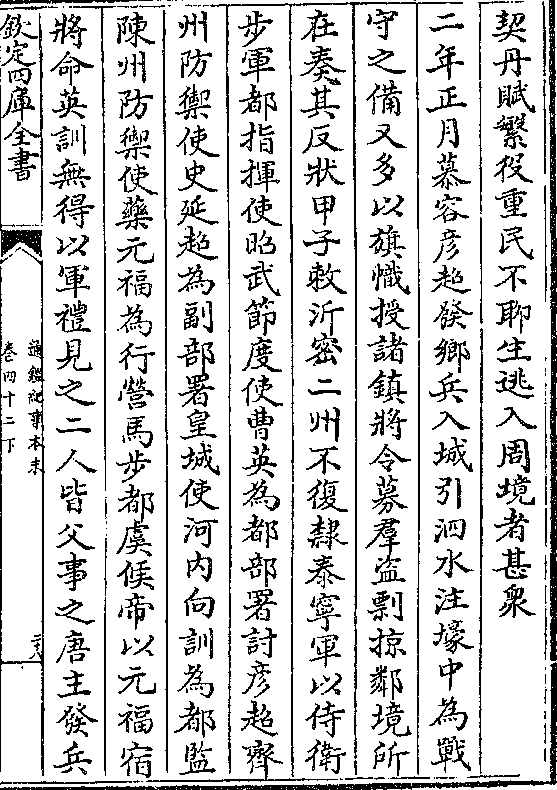 契丹賦繁役重民不聊生逃入周境者甚衆
二年正月慕容彦超發鄉兵入城引泗水注壕中為戰
守之備又多以旗幟授諸鎮將令募羣盜剽掠鄰境所
在奏其反狀甲子敕沂密二州不復隸泰寧軍以侍衛
步軍都指揮使昭武節度使曹英為都部署討彦超齊
州防禦使史延超為副部署皇城使河内向訓為都監
陳州防禦使藥元福為行營馬步都虞候帝以元福宿
將命英訓無得以軍禮見之二人皆父事之唐主發兵
欽定四庫全書
通鑑紀事本末
卷四十二下